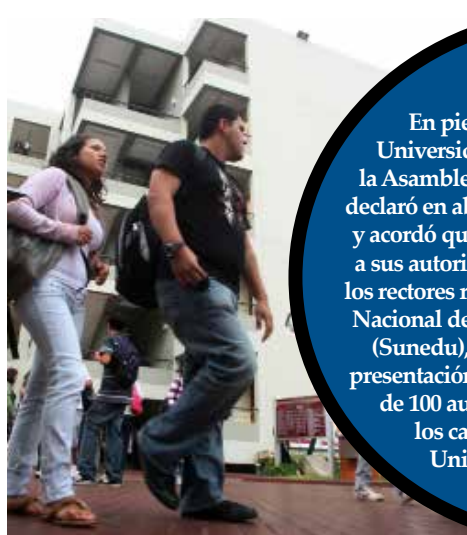 En pie
Universid
la Asamble
declaró en al
y acordó qu
a sus autori
los rectores r
Nacional de
(Sunedu),
presentación
de 100 au
los ca
Uni